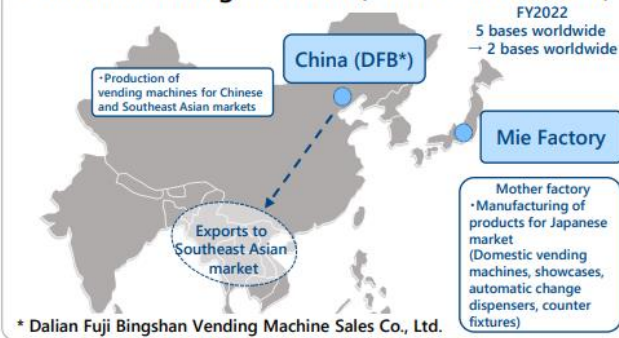 FY2022
5 bases worldwide
→ 2 bases worldwide
China (DFB*)
・Production of
vending machines for Chinese
and Southeast Asian markets
Mie Factory
Exports to
Southeast Asian
market
Mother factory
・Manufacturing of
products for Japanese
market
(Domestic vending
machines, showcases,
automatic change
dispensers, counter
fixtures)
* Dalian Fuji Bingshan Vending Machine Sales Co., Ltd.